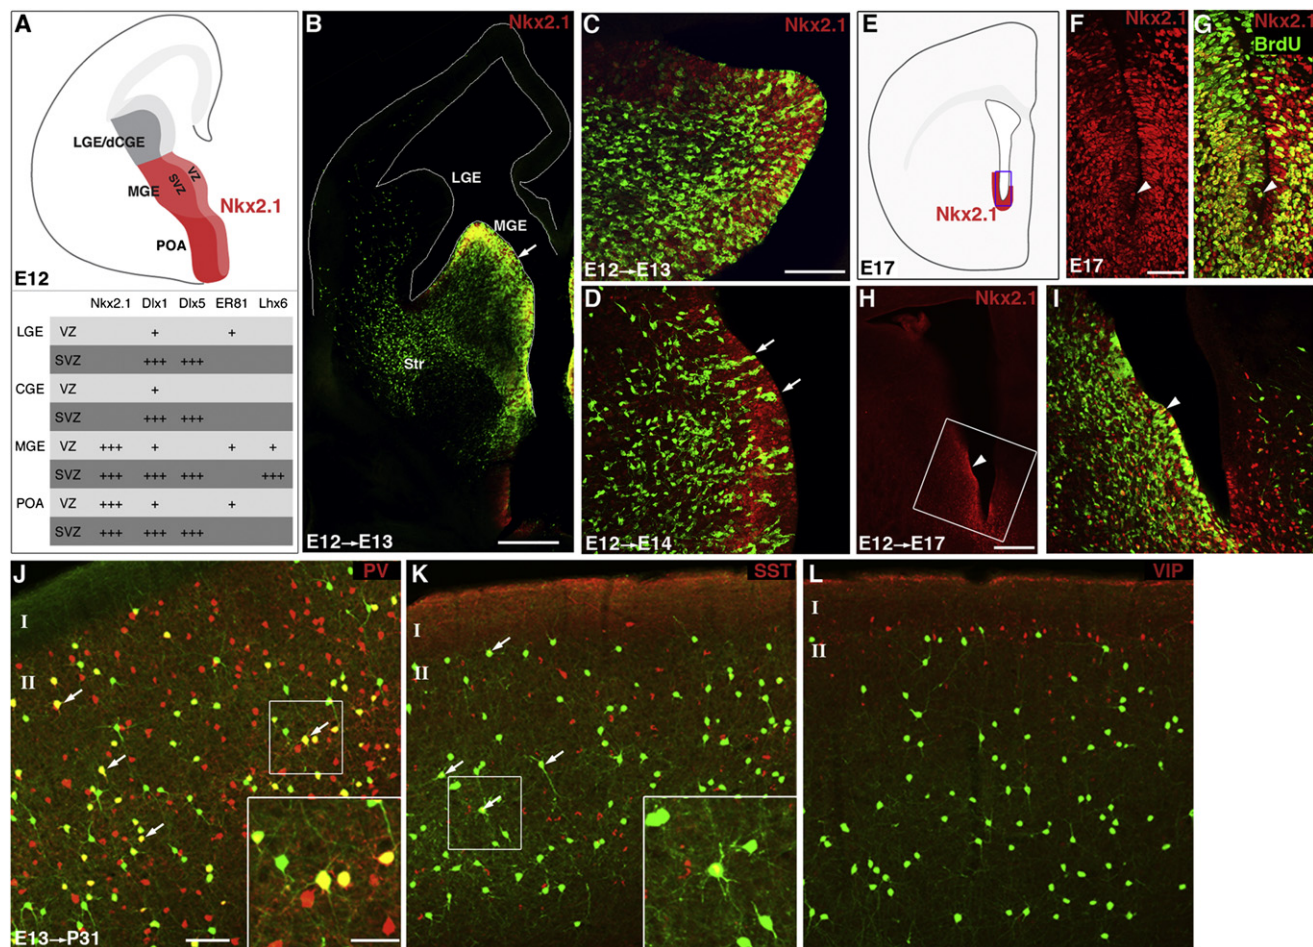 A
LGE/dCGE
MGE
SVZ
VZ
Nkx2.1
POA
E12
Nkx2.1 Dlx1 Dlx5 ER81 Lhx6
LGE VZ + +
SVZ +++ +++
CGE VZ +
SVZ +++ +++
MGE VZ +++ + + +
SVZ +++ +++ +++ +++
POA VZ +++ + +
SVZ +++ +++ +++
B Nkx2.1
LGE
MGE
Str
E12→E13
C Nkx2.1
E12→E13
D
E12→E14
E
Nkx2.1
E17
F Nkx2.1
E17
G Nkx2.1
BrdU
H Nkx2.1
E12→E17
I
J PV
I
II
E13→P31
K SST
I
II
L VIP
I
II